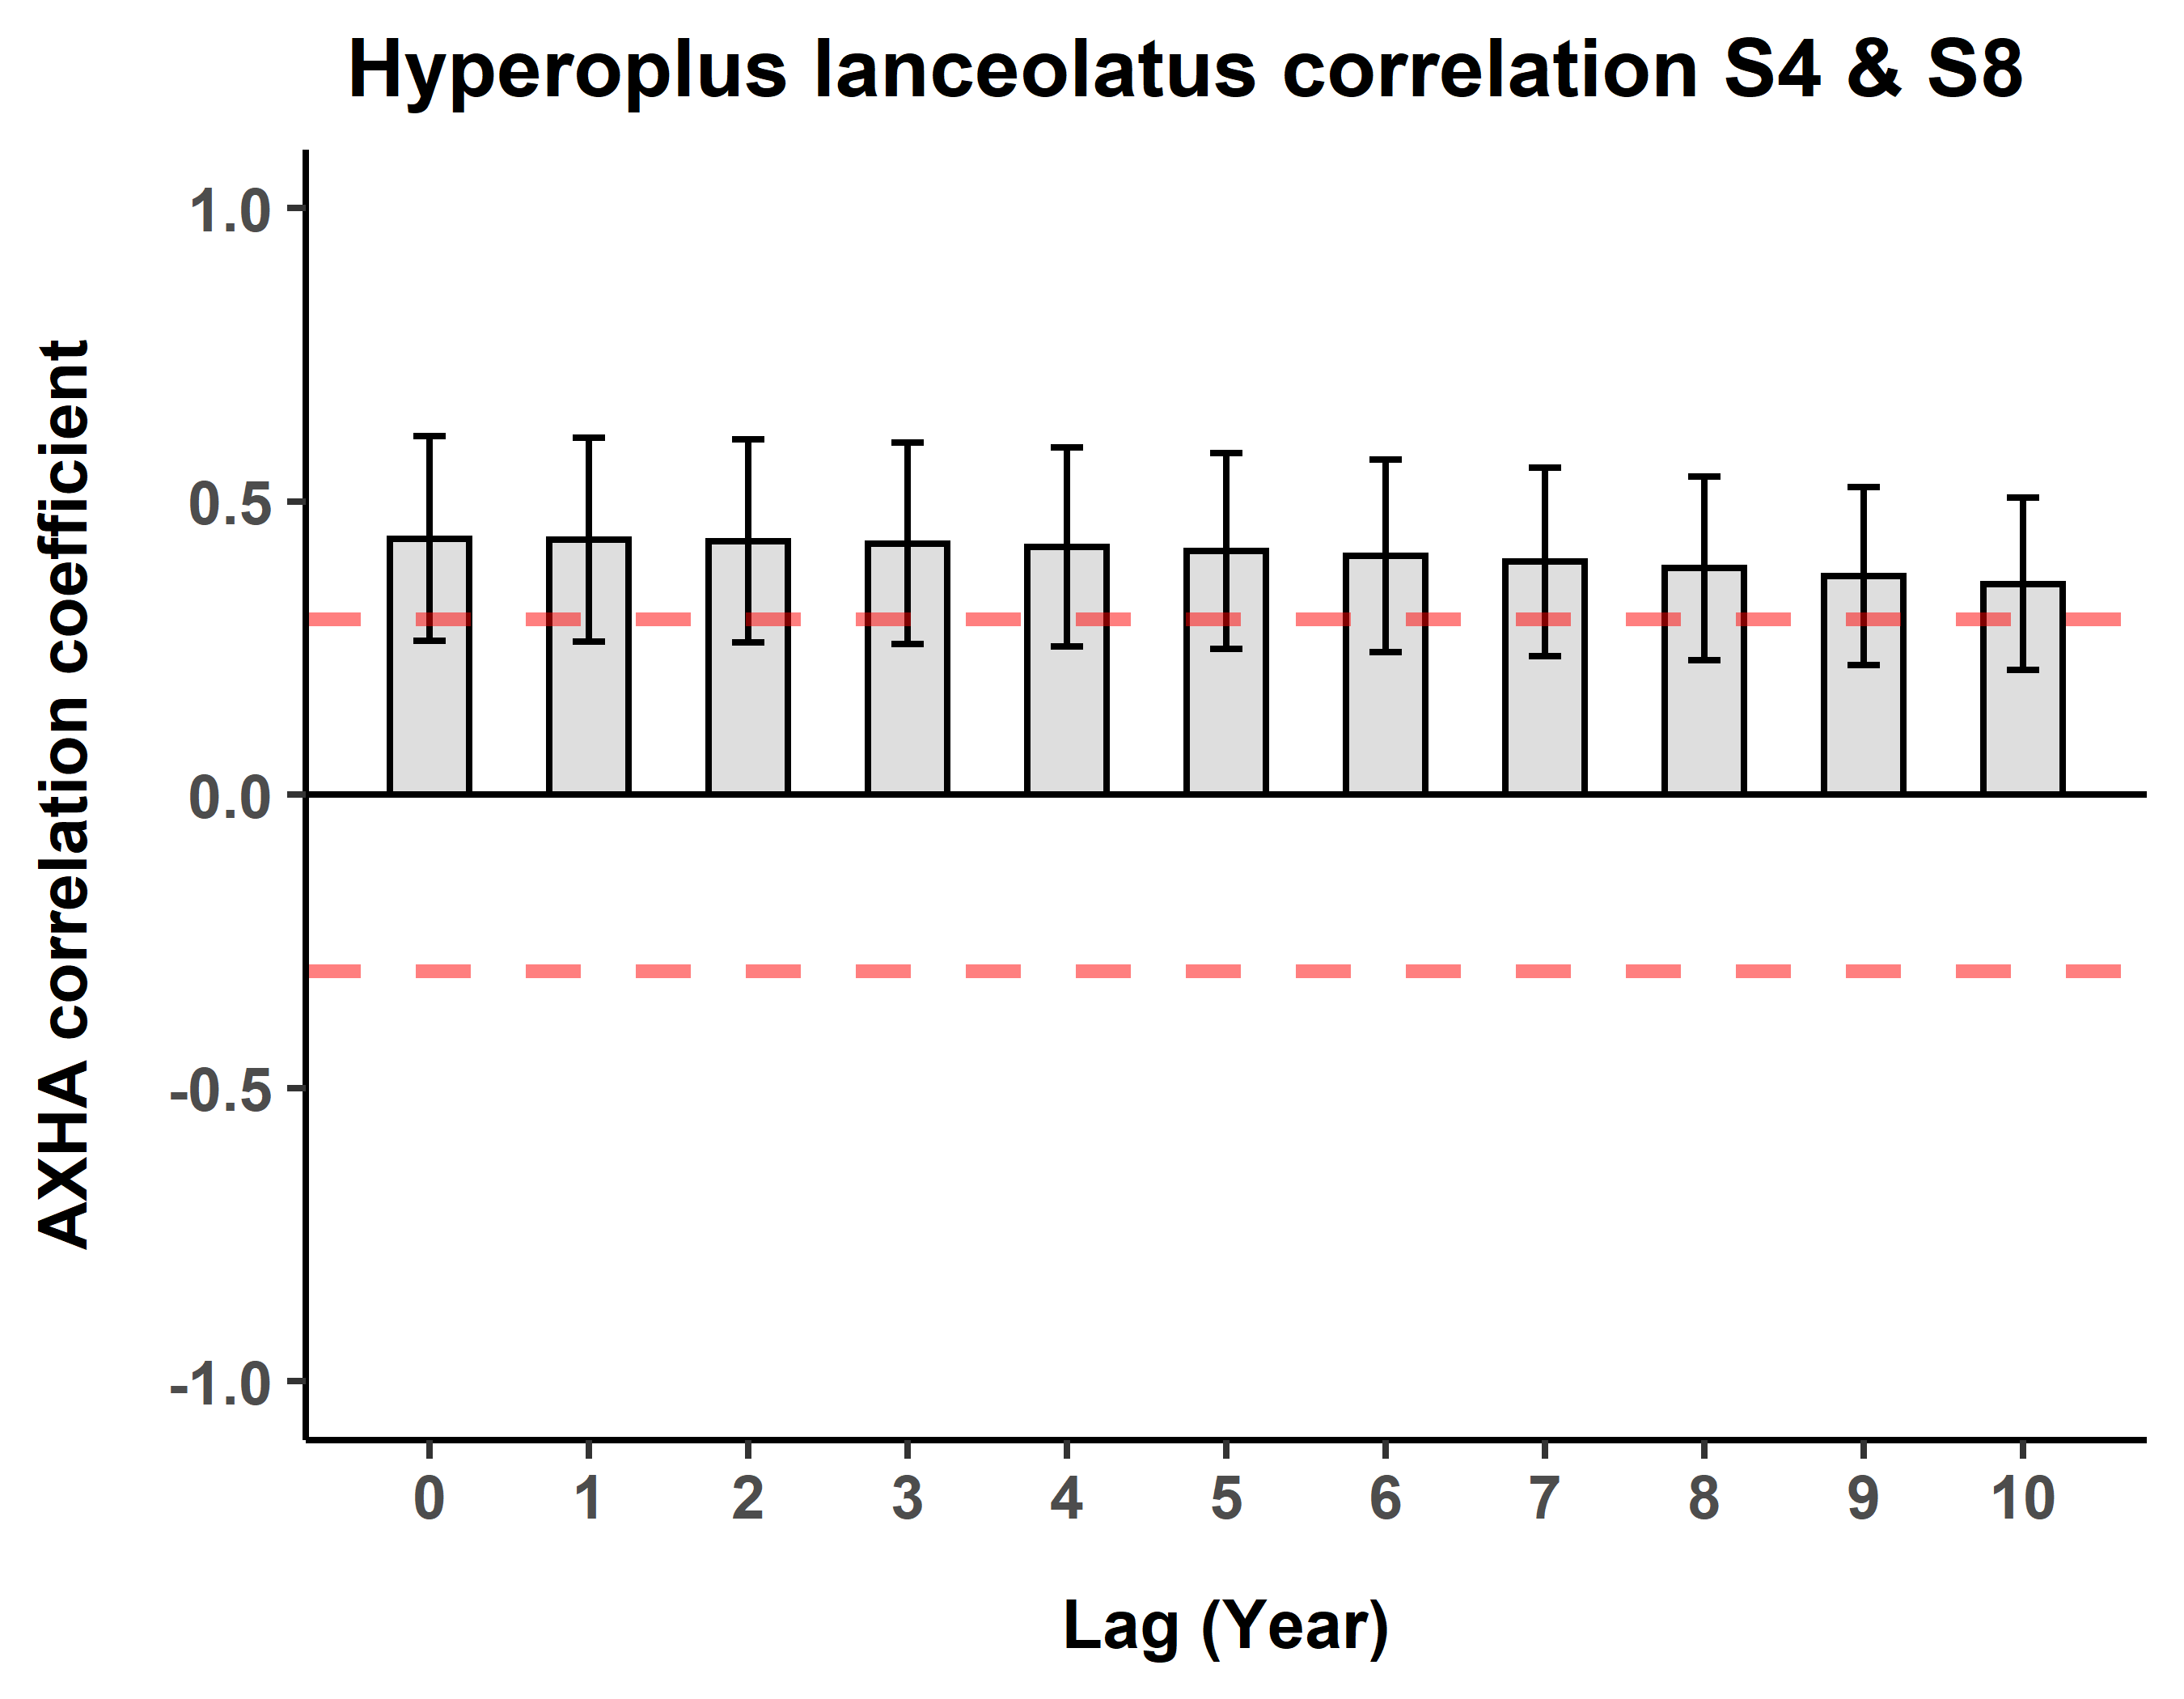 Hyperoplus lanceolatus correlation S4 & S8
AXHA correlation coefficient
1.0
0.5
0.0
-0.5
-1.0
0 1 2 3 4 5 6 7 8 9 10
Lag (Year)